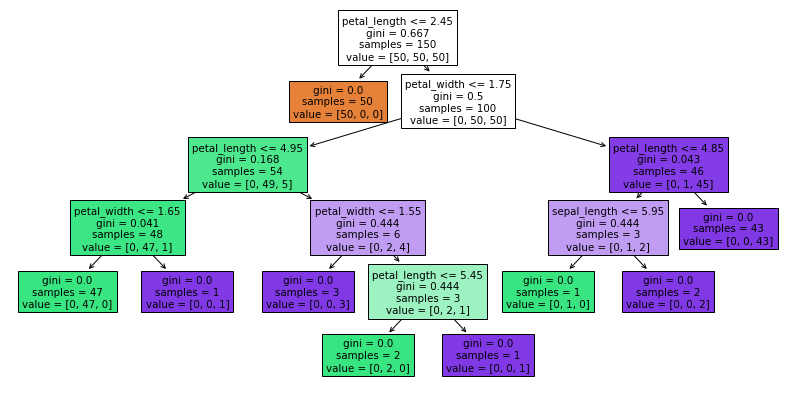 petal_length <= 2.45
gini = 0.667
samples = 150
value = [50, 50, 50]
gini = 0.0
samples = 50
value = [50, 0, 0]
petal_width <= 1.75
gini = 0.5
samples = 100
value = [0, 50, 50]
petal_length <= 4.95
gini = 0.168
samples = 54
value = [0, 49, 5]
petal_length <= 4.85
gini = 0.043
samples = 46
value = [0, 1, 45]
petal_width <= 1.65
gini = 0.041
samples = 48
value = [0, 47, 1]
petal_width <= 1.55
gini = 0.444
samples = 6
value = [0, 2, 4]
sepal_length <= 5.95
gini = 0.444
samples = 3
value = [0, 1, 2]
gini = 0.0
samples = 43
value = [0, 0, 43]
gini = 0.0
samples = 47
value = [0, 47, 0]
gini = 0.0
samples = 1
value = [0, 0, 1]
gini = 0.0
samples = 3
value = [0, 0, 3]
petal_length <= 5.45
gini = 0.444
samples = 3
value = [0, 2, 1]
gini = 0.0
samples = 1
value = [0, 1, 0]
gini = 0.0
samples = 2
value = [0, 0, 2]
gini = 0.0
samples = 2
value = [0, 2, 0]
gini = 0.0
samples = 1
value = [0, 0, 1]